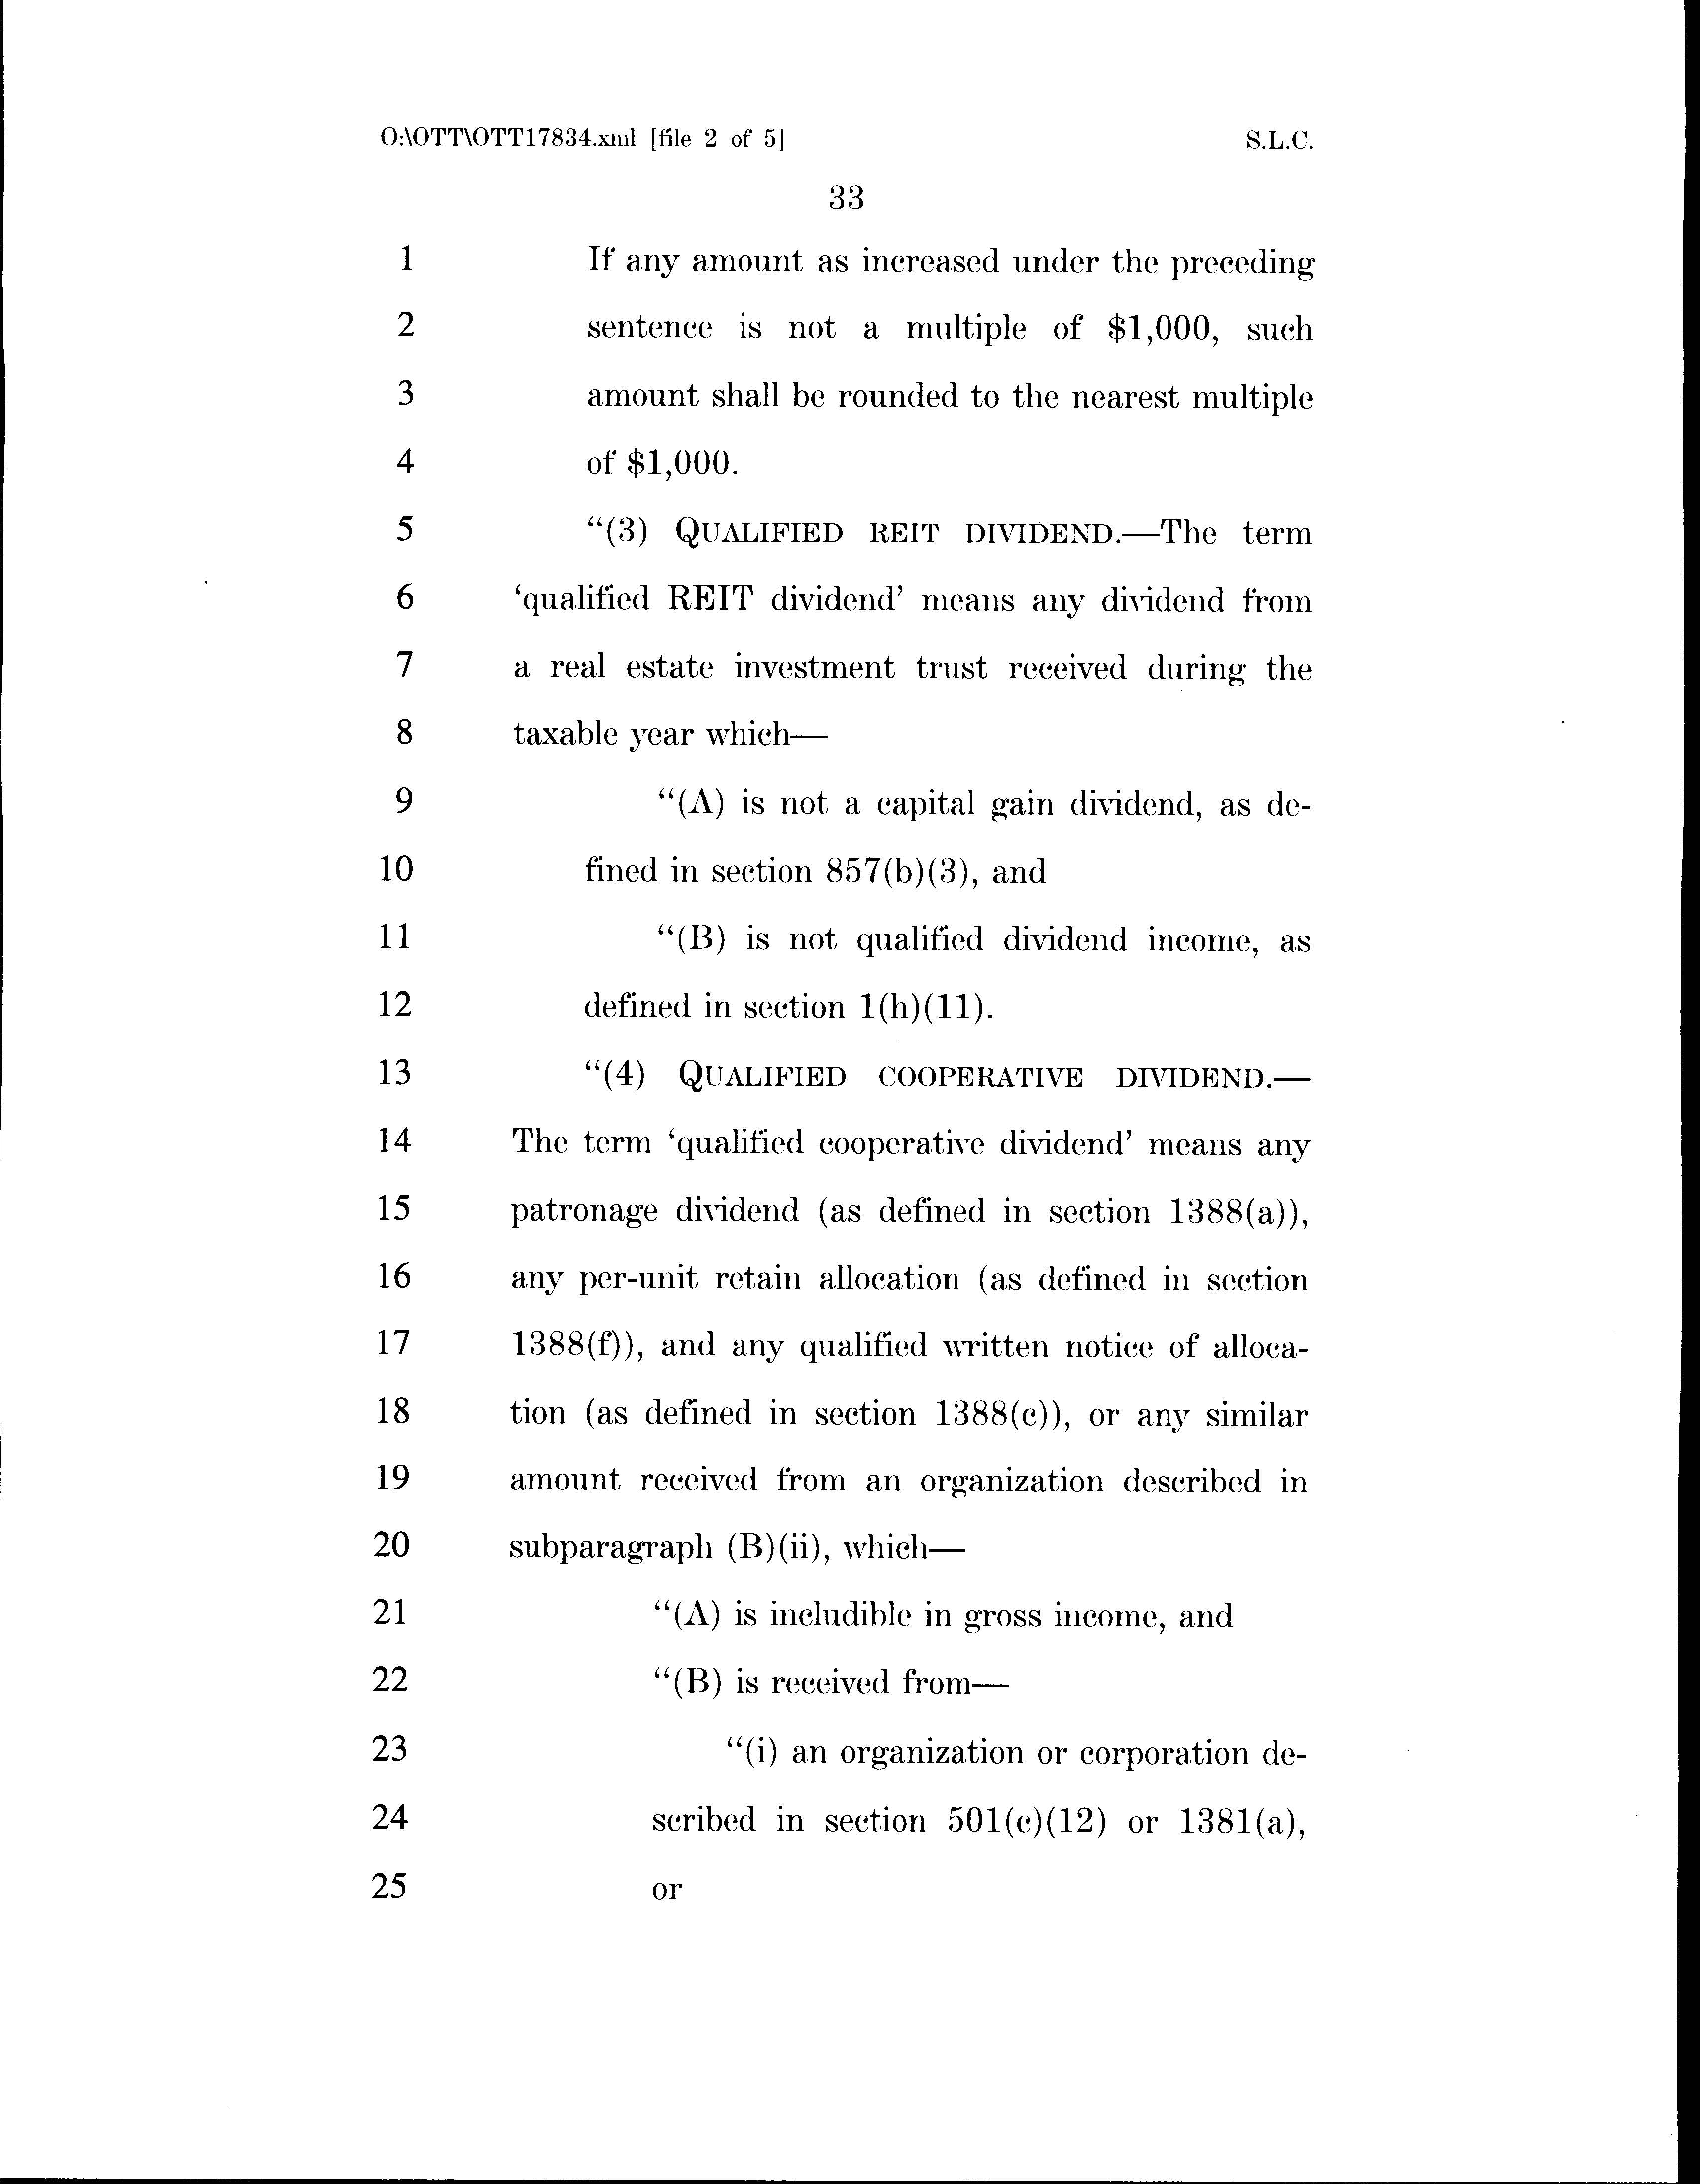 O:\OTT\OTT17834.xml [file 2 of 5] S.L.C.
33
1 If any amount as increased under the preceding
2 sentence is not a multiple of $1,000, such
3 amount shall be rounded to the nearest multiple
4 of $1,000.
5 “(3) QUALIFIED REIT DIVIDEND.—The term
6 ‘qualified REIT dividend’ means any dividend from
7 a real estate investment trust received during the
8 taxable year which—
9 “(A) is not a capital gain dividend, as de-
10 fined in section 857(b)(3), and
11 “(B) is not qualified dividend income, as
12 defined in section 1(h)(11).
13 “(4) QUALIFIED COOPERATIVE DIVIDEND.—
14 The term ‘qualified cooperative dividend’ means any
15 patronage dividend (as defined in section 1388(a)),
16 any per-unit retain allocation (as defined in section
17 1388(f)), and any qualified written notice of alloca-
18 tion (as defined in section 1388(c)), or any similar
19 amount received from an organization described in
20 subparagraph (B)(ii), which—
21 “(A) is includible in gross income, and
22 “(B) is received from—
23 “(i) an organization or corporation de-
24 scribed in section 501(c)(12) or 1381(a),
25 or